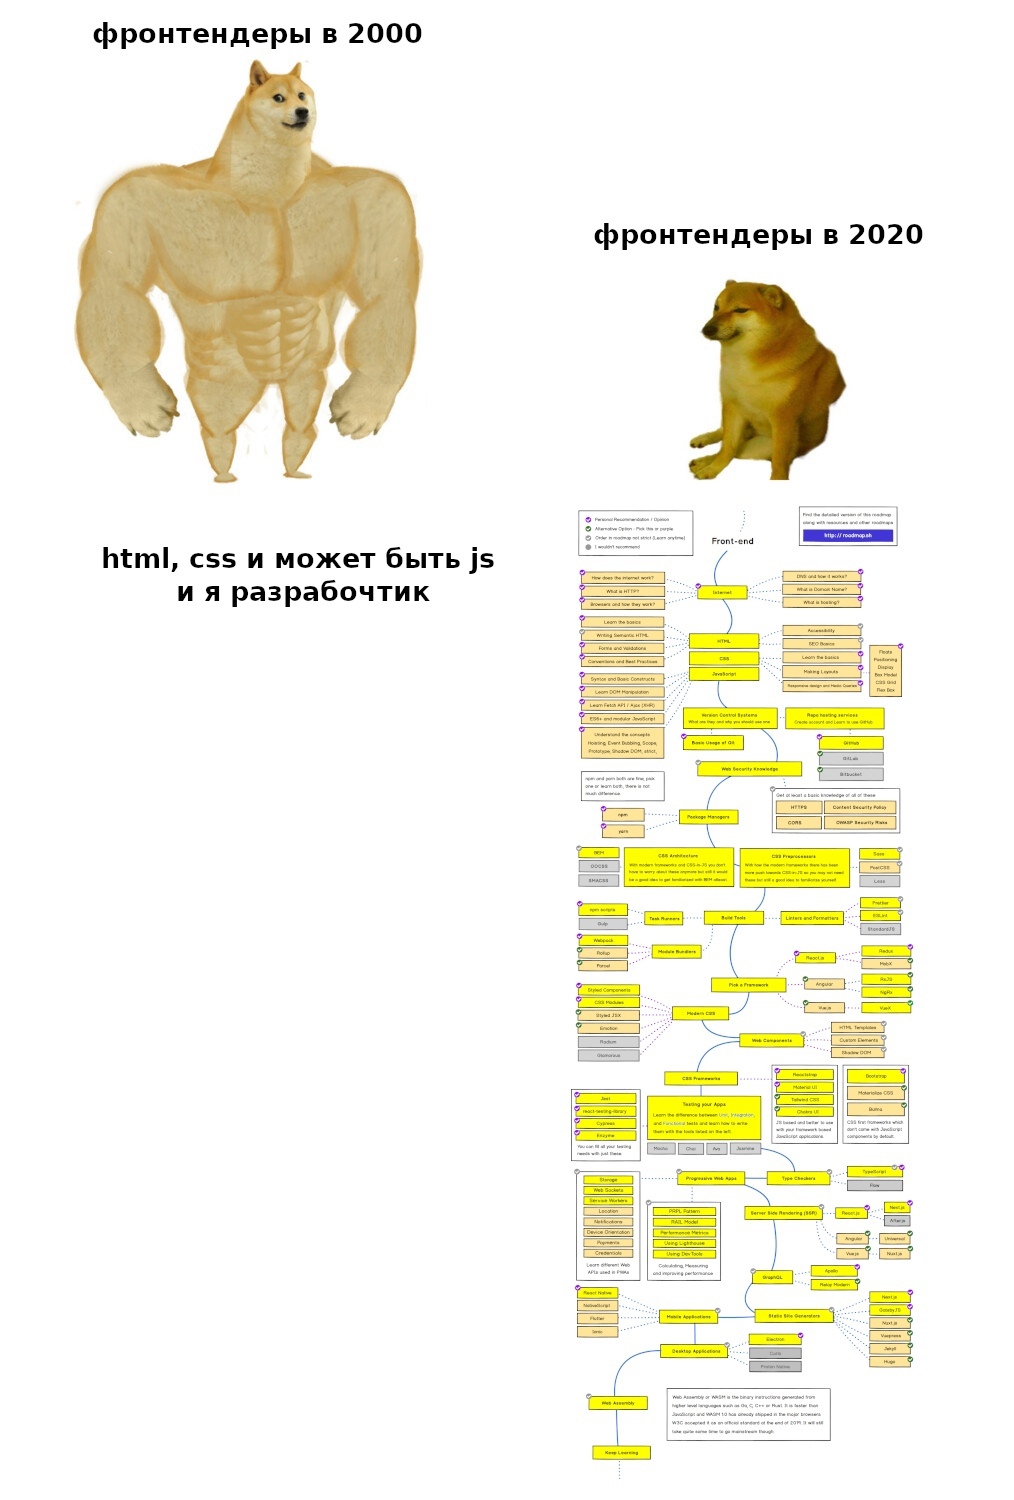 фронтендеры в 2000
фронтендеры в 2020
html, css и может быть js
и я разрабочтик
Personal Recommendation / Opinion
Alternative Option - Pick this or purple
Order in roadmap not strict (Learn anytime)
I wouldn't recommend
Front-end
Find the detailed version of this roadmap
along with resources and other roadmaps
http:// roadmap.sh
How does the internet work?
What is HTTP?
Browsers and how they work?
Internet
DNS and how it works?
What is Domain Name?
What is hosting?
Learn the basics
Writing Semantic HTML
Forms and Validations
Conventions and Best Practices
HTML
Accessibility
SEO Basics
CSS
Learn the basics
Making Layouts
Responsive design and Media Queries
Floats
Positioning
Display
Box Model
CSS Grid
Flex Box
JavaScript
Syntax and Basic Constructs
Learn DOM Manipulation
Learn Fetch API / Ajax (XHR)
ES6+ and modular JavaScript
Understand the concepts
Hoisting, Event Bubbling, Scope,
Prototype, Shadow DOM, strict,
Version Control Systems
What are they and why you should use one
Repo hosting services
Create account and Learn to use GitHub
Basic Usage of Git
GitHub
GitLab
Bitbucket
Web Security Knowledge
Get at least a basic knowledge of all of these
HTTPS
Content Security Policy
CORS
OWASP Security Risks
npm and yarn both are fine, pick
one or learn both, there is not
much difference
Package Managers
npm
yarn
BEM
OOCSS
SMACSS
CSS Architecture
With modern frameworks and CSS-in-JS you don't
have to worry about these anymore but still it would
be a good idea to get familiarized with BEM atleast.
CSS Preprocessors
With how the modern frameworks there has been
more push towards CSS-in-JS so you may not need
these but still a good idea to familiarize yourself
Sass
PostCSS
Less
npm scripts
Gulp
Task Runners
Build Tools
Linters and Formatters
Prettier
ESLint
StandardJS
Webpack
Rollup
Parcel
Module Bundlers
Pick a Framework
React.js
Redux
MobX
Angular
RxJS
NgRx
Vue.js
VueX
Styled Components
CSS Modules
Styled JSX
Emotion
Radium
Glamorous
Modern CSS
Web Components
HTML Templates
Custom Elements
Shadow DOM
CSS Frameworks
Reactstrap
Material UI
Tailwind CSS
Chakra UI
JS based and better to use
with your framework based
JavaScript applications.
Bootstrap
Materialize CSS
Bulma
CSS first frameworks which
don't come with JavaScript
components by default.
Jest
react-testing-library
Cypress
Enzyme
You can fill all your testing
needs with just these
Testing your Apps
Learn the difference between Unit, Integration,
and Functional tests and learn how to write
them with the tools listed on the left.
Mocha
Chai
Ava
Jasmine
Type Checkers
TypeScript
Flow
Progressive Web Apps
Storage
Web Sockets
Service Workers
Location
Notifications
Device Orientation
Payments
Credentials
Learn different Web
APIs used in PWAs
PRPL Pattern
RAIL Model
Performance Metrics
Using Lighthouse
Using DevTools
Calculating, Measuring
and improving performance
Server Side Rendering (SSR)
React.js
Next.js
After.js
Angular
Universal
Vue.js
Nuxt.js
GraphQL
Apollo
Relay Modern
Static Site Generators
Next.js
GatsbyJS
Nuxt.js
Vuepress
Jekyll
Hugo
Mobile Applications
React Native
NativeScript
Flutter
Ionic
Desktop Applications
Electron
Carlo
Proton Native
Web Assembly
Web Assembly or WASM is the binary instructions generated from
higher level languages such as Go, C, C++ or Rust. It is faster than
JavaScript and WASM 1.0 has already shipped in the major browsers.
W3C accepted it as an official standard at the end of 2019. It will still
take quite some time to go mainstream though.
Keep Learning